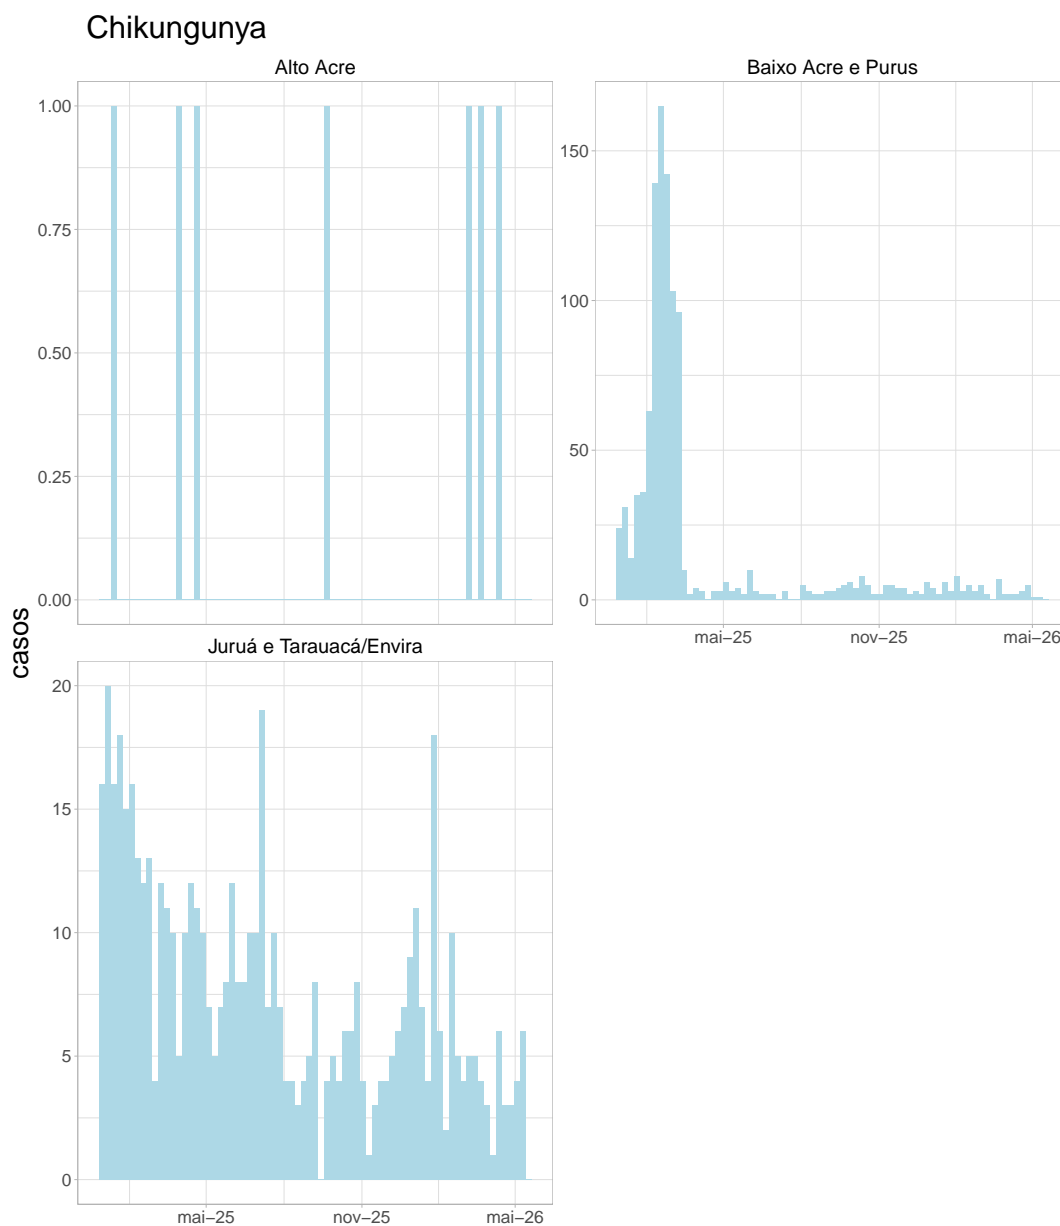 Chikungunya
Alto Acre
Baixo Acre e Purus
1.00
0.75
0.50
0.25
0.00
150
100
50
0
mai–25
nov–25
mai–26
casos
Juruá e Tarauacá/Envira
20
15
10
5
0
mai–25
nov–25
mai–26